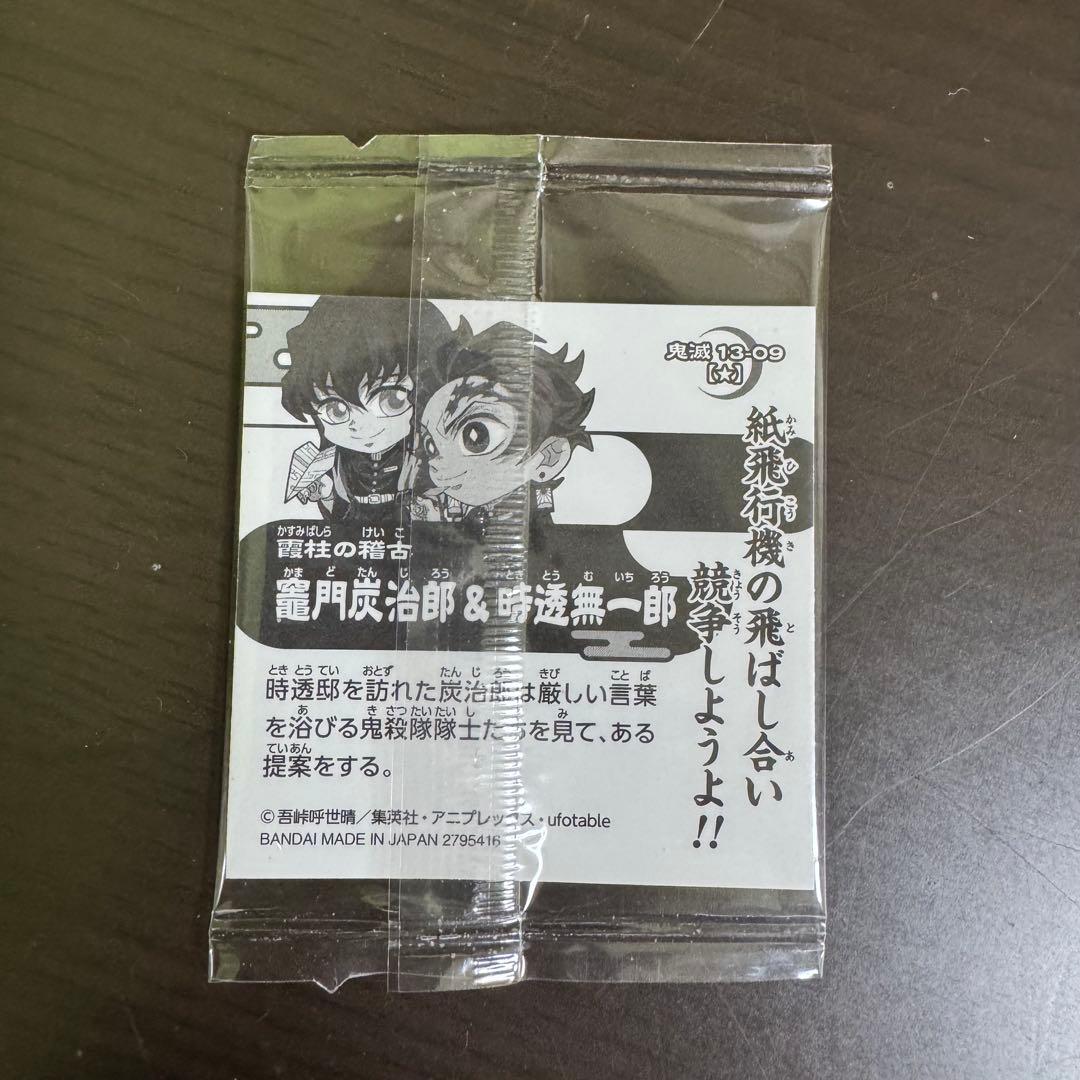 鬼滅 13-09
[★]
紙飛行機の飛ばし合い
競争しようよ!!
霞柱の稽古
竈門炭治郎&時透無一郎
時透邸を訪れた炭治郎は厳しい言葉
を浴びる鬼殺隊隊士たちを見て、ある
提案をする。
©吾峠呼世晴/集英社・アニプレックス・ufotable
BANDAI MADE IN JAPAN 2795416